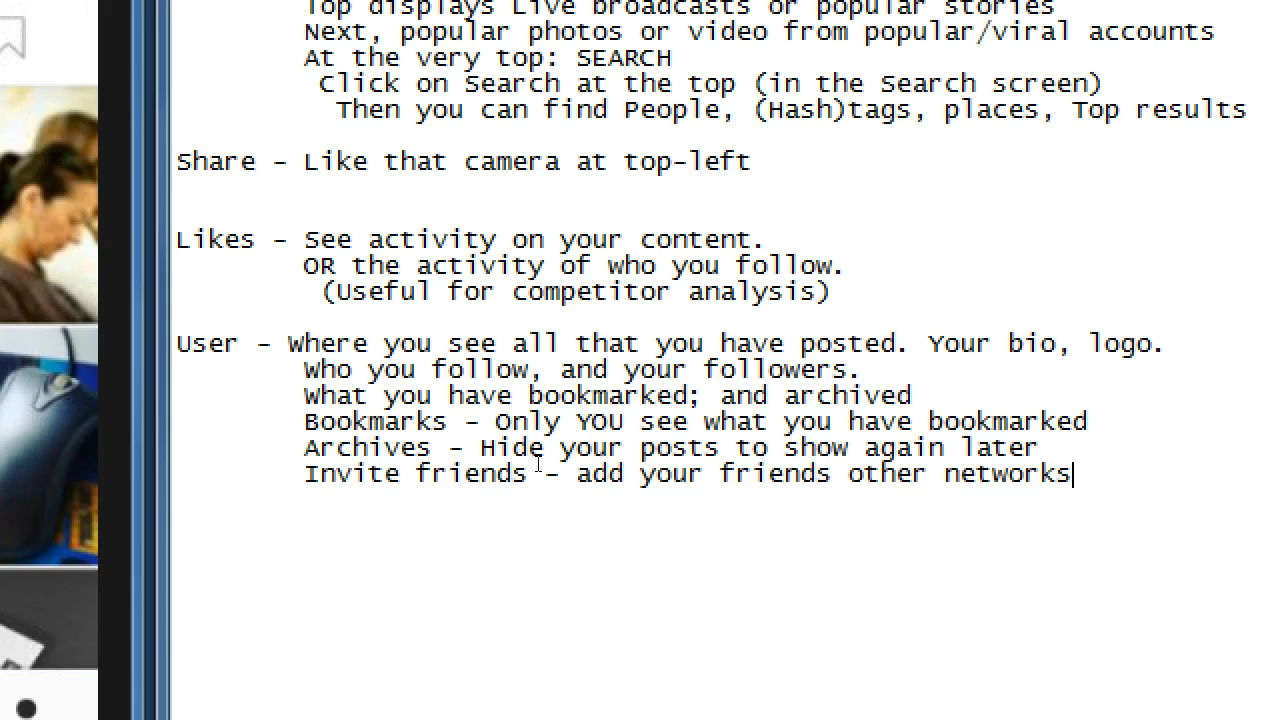 Top displays Live broadcasts or popular stories
Next, popular photos or video from popular/viral accounts
At the very top: SEARCH
Click on Search at the top (in the Search screen)
Then you can find People, (Hash)tags, places, Top results
Share - Like that camera at top-left
Likes - See activity on your content.
OR the activity of who you follow.
(Useful for competitor analysis)
User - Where you see all that you have posted. Your bio, logo.
Who you follow, and your followers.
What you have bookmarked; and archived
Bookmarks - Only YOU see what you have bookmarked
Archives - Hide your posts to show again later
Invite friends - add your friends other networks